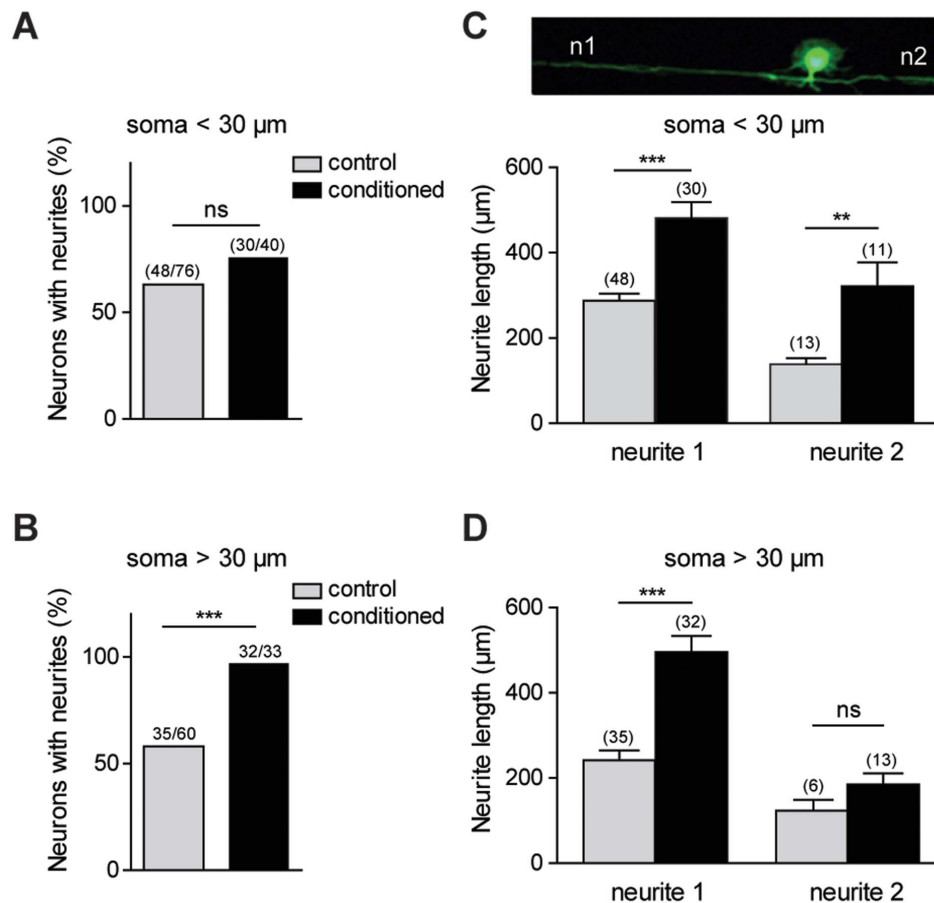 A
soma < 30 µm
control
conditioned
Neurons with neurites (%)
100
50
0
ns
(48/76)
(30/40)
C
n1
n2
soma < 30 µm
Neurite length (µm)
600
400
200
0
***
(30)
(48)
**
(11)
(13)
neurite 1
neurite 2
B
soma > 30 µm
control
conditioned
Neurons with neurites (%)
100
50
0
***
32/33
35/60
D
soma > 30 µm
Neurite length (µm)
600
400
200
0
***
(32)
(35)
ns
(13)
(6)
neurite 1
neurite 2